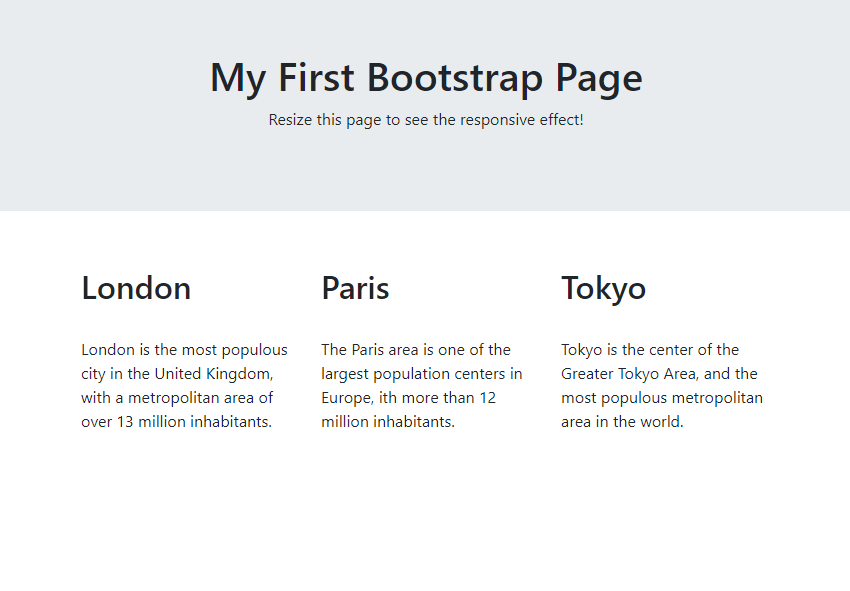 My First Bootstrap Page
Resize this page to see the responsive effect!
London
London is the most populous
city in the United Kingdom,
with a metropolitan area of
over 13 million inhabitants.
Paris
The Paris area is one of the
largest population centers in
Europe, ith more than 12
million inhabitants.
Tokyo
Tokyo is the center of the
Greater Tokyo Area, and the
most populous metropolitan
area in the world.